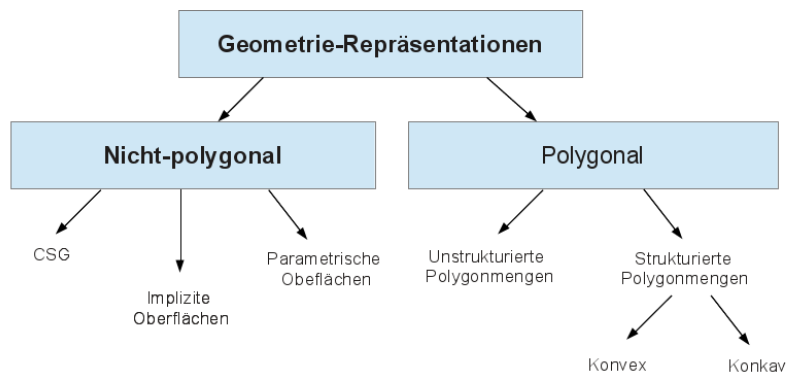 Geometrie-Repräsentationen
Nicht-polygonal
Polygonal
CSG
Implizite
Oberflächen
Parametrische
Obeflächen
Unstrukturierte
Polygonmengen
Strukturierte
Polygonmengen
Konvex
Konkav